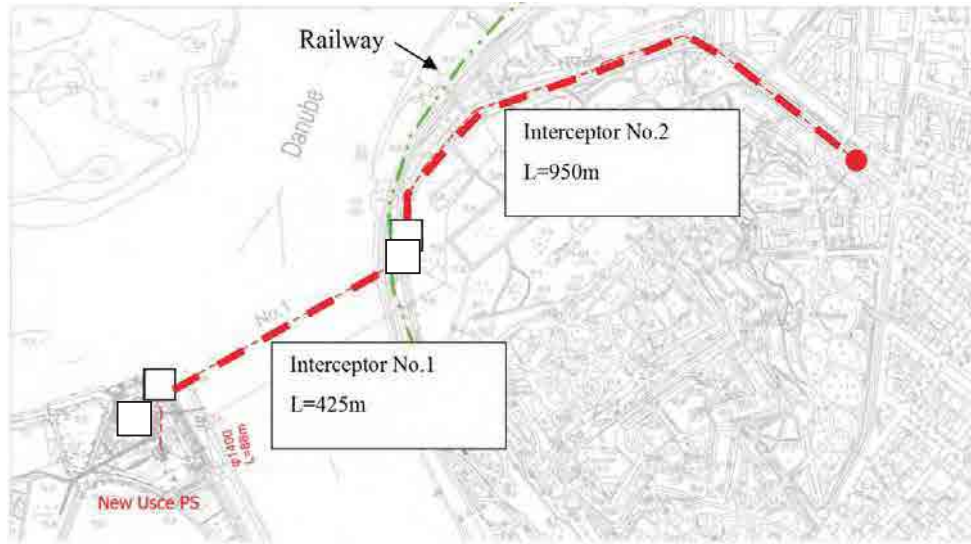 Railway
Danube
Interceptor No.2
L=950m
No.1
Interceptor No.1
L=425m
φ1400
L=88m
New Usce PS